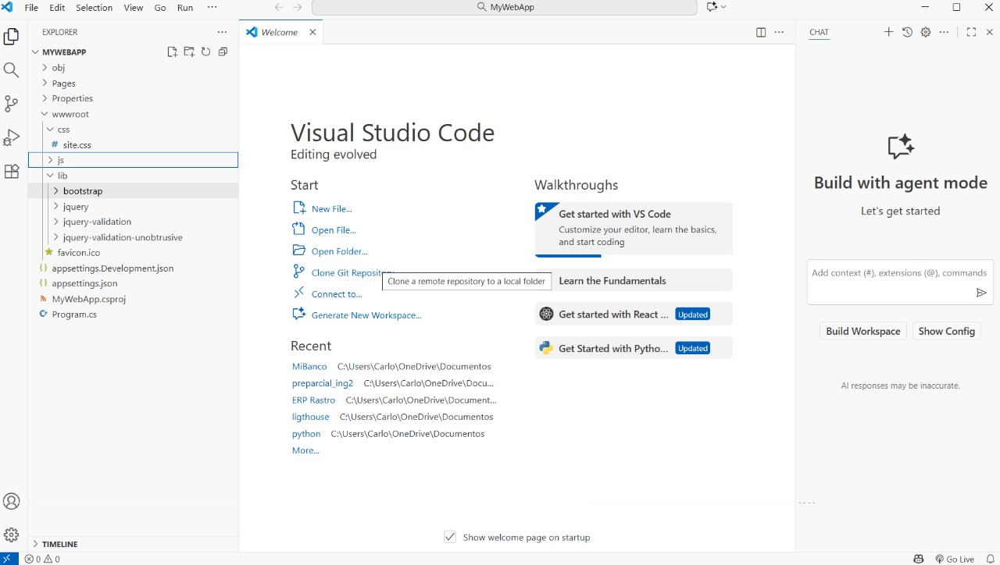 File Edit Selection View Go Run ···
MyWebApp
EXPLORER
MYWEBAPP
obj
Pages
Properties
wwwroot
css
# site.css
js
lib
bootstrap
jquery
jquery-validation
jquery-validation-unobtrusive
favicon.ico
{} appsettings.Development.json
{} appsettings.json
MyWebApp.csproj
Program.cs
TIMELINE
0 0
Welcome
Visual Studio Code
Editing evolved
Start
New File...
Open File...
Open Folder...
Clone Git Repository
Clone a remote repository to a local folder
Connect to...
Generate New Workspace...
Recent
MiBanco C:\Users\Carlo\OneDrive\Documentos
preparcial_ing2 C:\Users\Carlo\OneDrive\Docu...
ERP Rastro C:\Users\Carlo\OneDrive\Document...
ligthouse C:\Users\Carlo\OneDrive\Documentos
python C:\Users\Carlo\OneDrive\Documentos
More...
Walkthroughs
Get started with VS Code
Customize your editor, learn the basics,
and start coding
Learn the Fundamentals
Get started with React ... Updated
Get Started with Pytho... Updated
Show welcome page on startup
CHAT
Build with agent mode
Let's get started
Add context (#), extensions (@), commands
Build Workspace Show Config
AI responses may be inaccurate.
Go Live